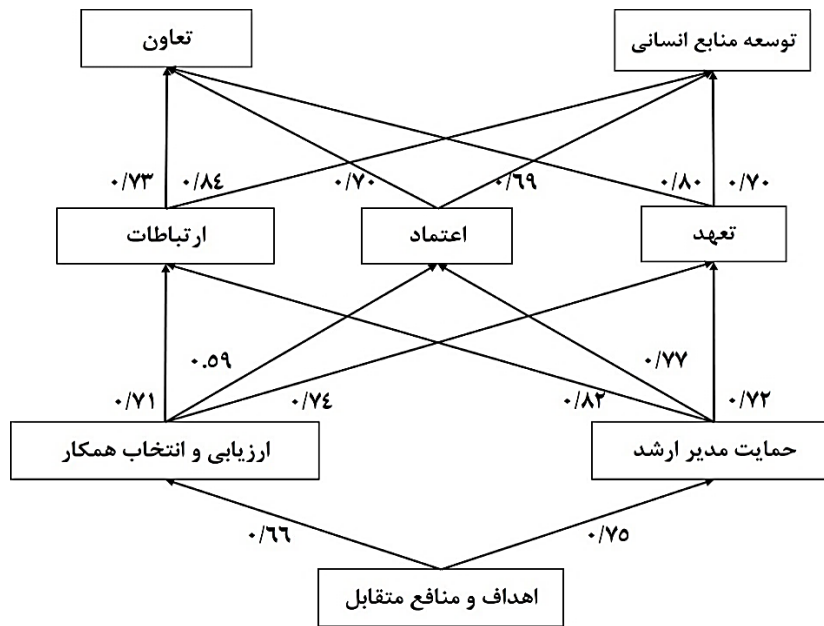 توسعه منابع انسانی
تعاون
۰/۷۰
۰/۸۰
۰/۶۹
۰/۷۰
۰/۸۴
۰/۷۳
تعهد
اعتماد
ارتباطات
۰/۷۷
۰.۵۹
۰/۷۲
۰/۸۲
۰/۷۴
۰/۷۱
حمایت مدیر ارشد
ارزیابی و انتخاب همکار
۰/۷۵
۰/۶۶
اهداف و منافع متقابل